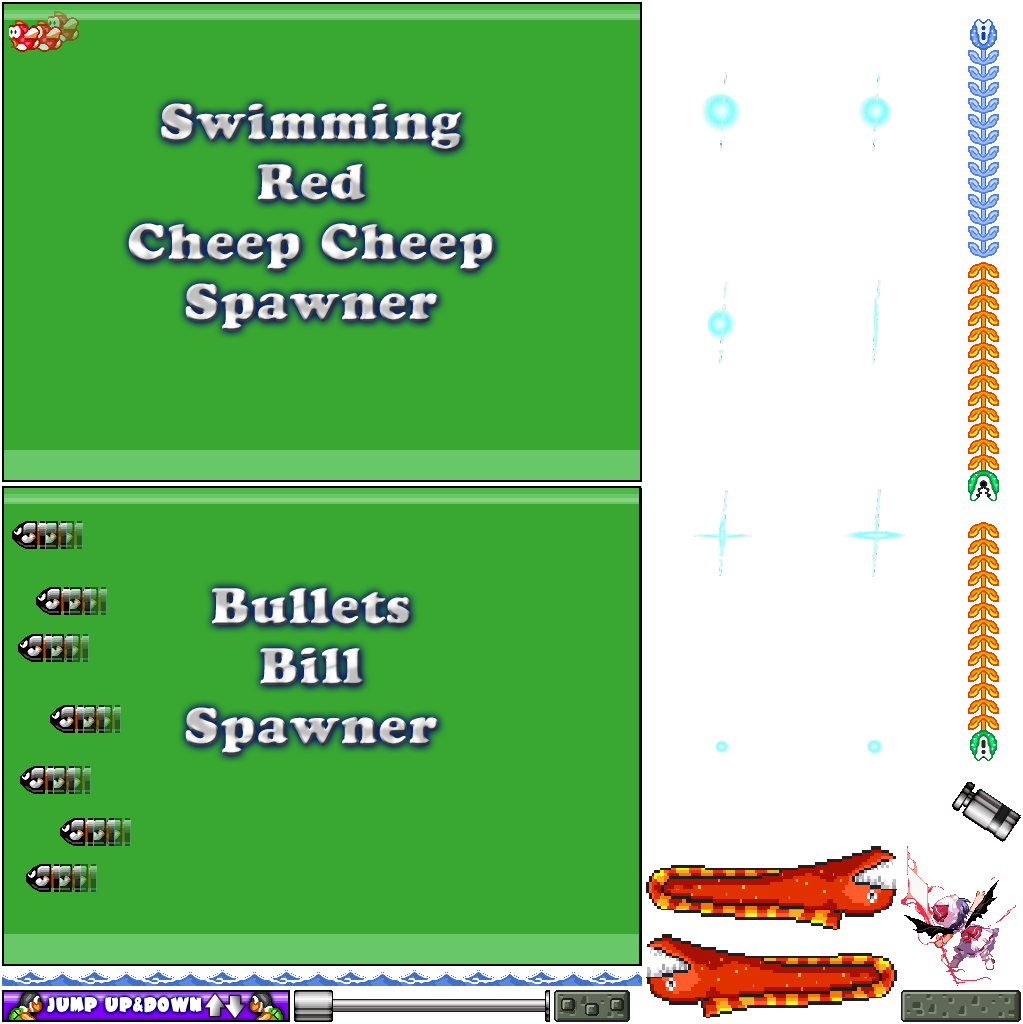 Swimming
Red
Cheep Cheep
Spawner
Bullets
Bill
Spawner
JUMP UP&DOWN